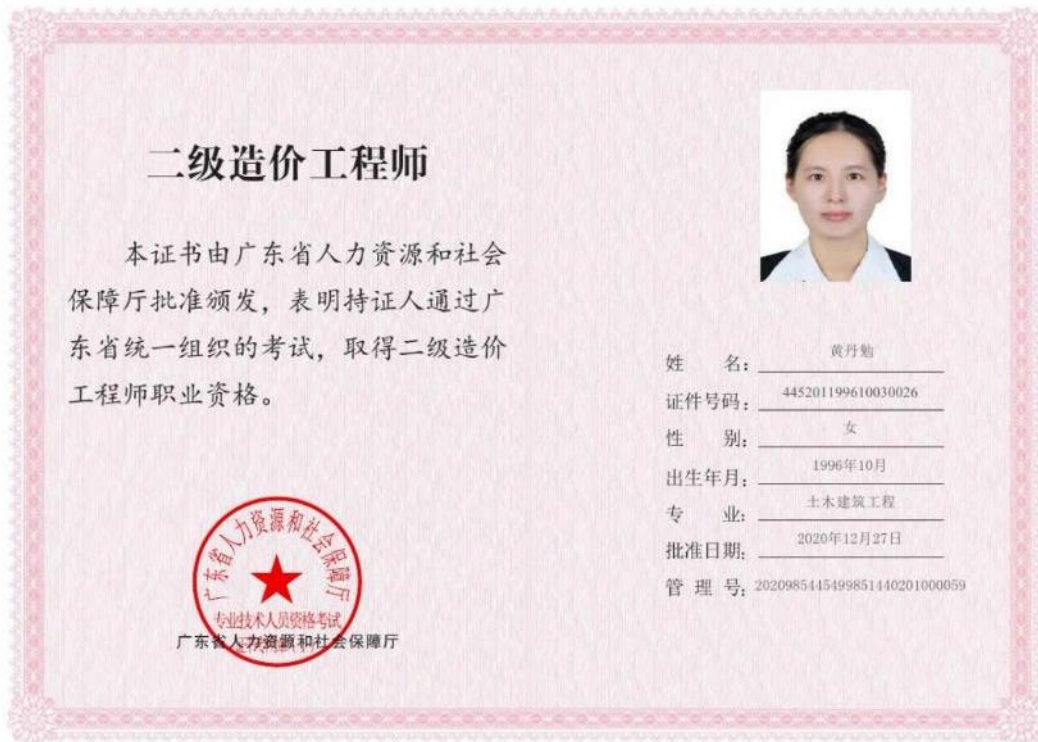 二级造价工程师
本证书由广东省人力资源和社会
保障厅批准颁发，表明持证人通过广
东省统一组织的考试，取得二级造价
工程师职业资格。
姓 名：黄丹勉
证件号码：445201199610030026
性 别：女
出生年月：1996年10月
专 业：土木建筑工程
批准日期：2020年12月27日
管 理 号：2020985445499851440201000059
广东省人力资源和社会保障厅
专业技术人员资格考试
广东省人力资源和社会保障厅